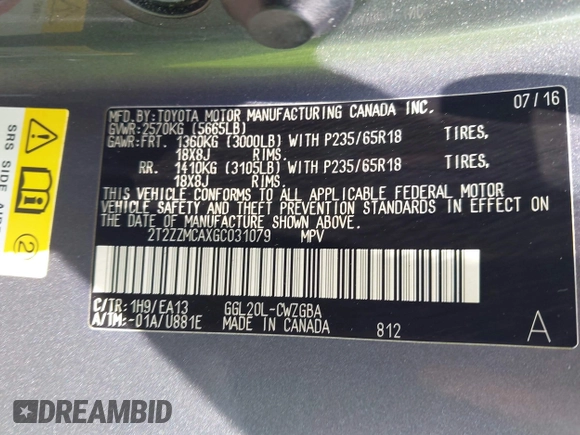 MFD.BY:TOYOTA MOTOR MANUFACTURING CANADA INC. 07/16
GVWR:2570KG (5665LB)
GAWR:FRT. 1360KG (3000LB) WITH P235/65R18 TIRES,
18X8J RIMS.
RR. 1410KG (3105LB) WITH P235/65R18 TIRES,
18X8J RIMS.
THIS VEHICLE CONFORMS TO ALL APPLICABLE FEDERAL MOTOR
VEHICLE SAFETY AND THEFT PREVENTION STANDARDS IN EFFECT ON
THE DATE OF MANUFACTURE SHOWN ABOVE.
2T2ZZMCAXGC031079 MPV
C/TR:1H9/EA13 GGL20L-CWZGBA
A/TM:-01A/U881E MADE IN CANADA 812 A
SRS SIDE
2
DREAMBID